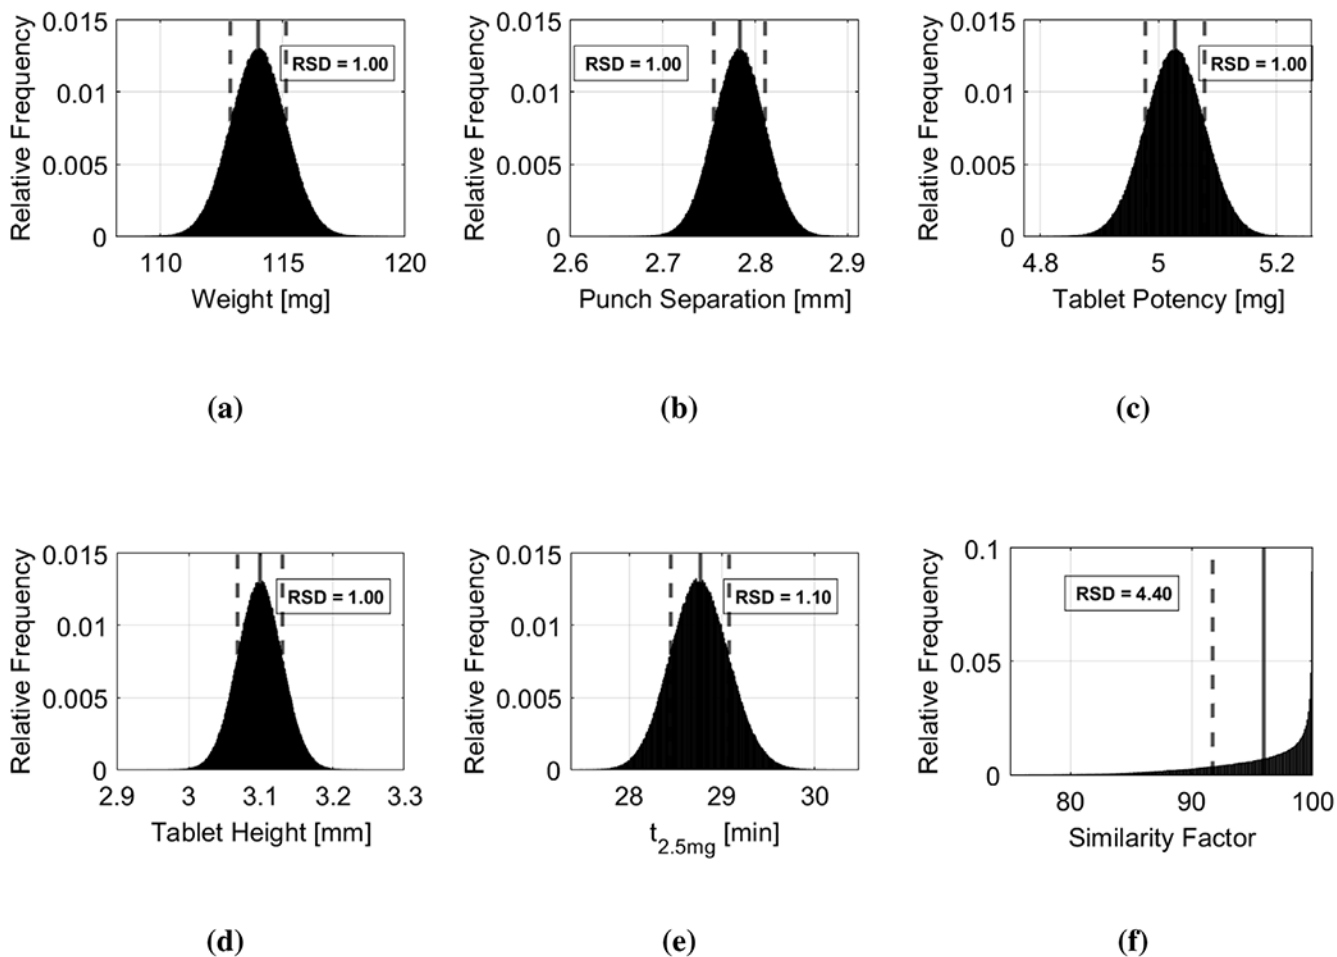 0.015
0.01
0.005
0
Relative Frequency
RSD = 1.00
110
115
120
Weight [mg]
(a)
0.015
0.01
0.005
0
Relative Frequency
RSD = 1.00
2.6
2.7
2.8
2.9
Punch Separation [mm]
(b)
0.015
0.01
0.005
0
Relative Frequency
RSD = 1.00
4.8
5
5.2
Tablet Potency [mg]
(c)
0.015
0.01
0.005
0
Relative Frequency
RSD = 1.00
2.9
3
3.1
3.2
3.3
Tablet Height [mm]
(d)
0.015
0.01
0.005
0
Relative Frequency
RSD = 1.10
28
29
30
t2.5mg [min]
(e)
0.1
0.05
0
Relative Frequency
RSD = 4.40
80
90
100
Similarity Factor
(f)